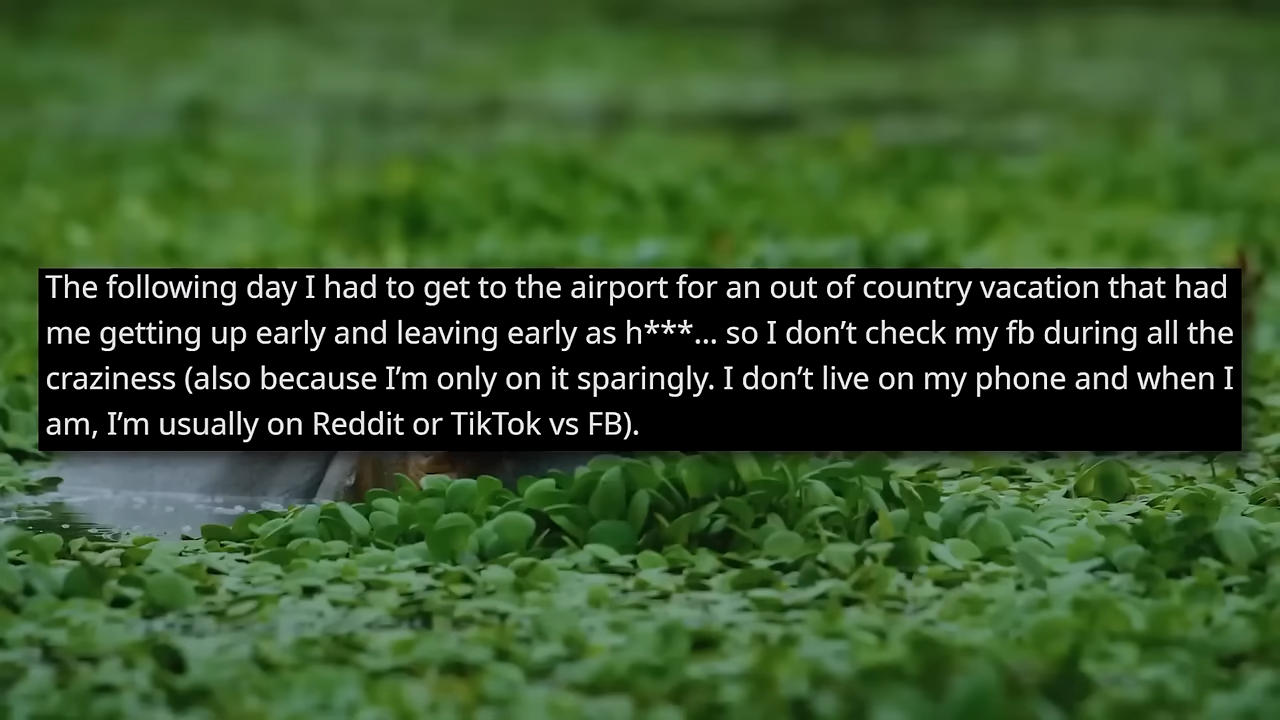 The following day I had to get to the airport for an out of country vacation that had
me getting up early and leaving early as h***... so I don’t check my fb during all the
craziness (also because I’m only on it sparingly. I don’t live on my phone and when I
am, I’m usually on Reddit or TikTok vs FB).